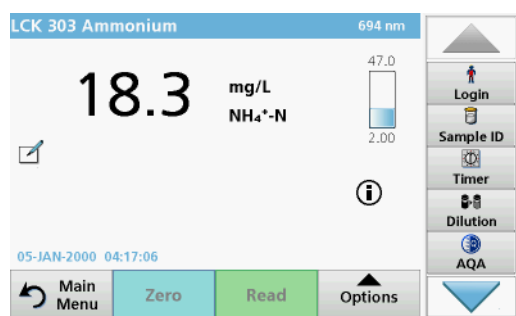 LCK 303 Ammonium 694 nm
47.0
18.3 mg/L
NH₄⁺-N
2.00
Login
Sample ID
Timer
Dilution
AQA
05-JAN-2000 04:17:06
Main Menu
Zero
Read
Options